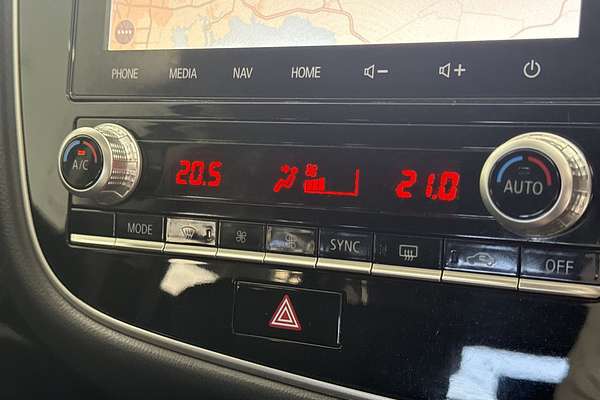 PHONE MEDIA NAV HOME
A/C 20.5 21.0 AUTO
MODE SYNC OFF